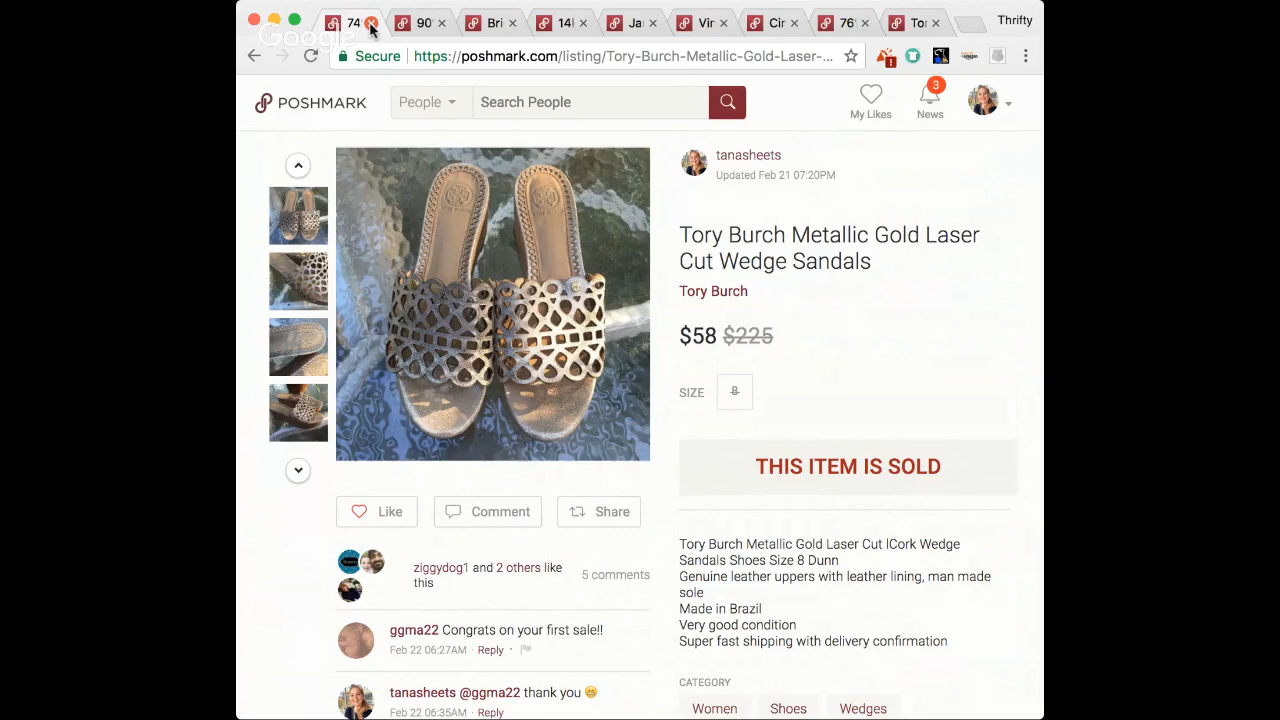 74
90
Bri
14l
Ja
Vir
Cir
76'
Tor
Thrifty
Google
Secure
https://poshmark.com/listing/Tory-Burch-Metallic-Gold-Laser-...
POSHMARK
People
Search People
My Likes
3
News
tanasheets
Updated Feb 21 07:20PM
Tory Burch Metallic Gold Laser
Cut Wedge Sandals
Tory Burch
$58 $225
SIZE 8
THIS ITEM IS SOLD
Like
Comment
Share
Tory Burch Metallic Gold Laser Cut lCork Wedge
Sandals Shoes Size 8 Dunn
Genuine leather uppers with leather lining, man made
sole
Made in Brazil
Very good condition
Super fast shipping with delivery confirmation
ziggydog1 and 2 others like
this
5 comments
ggma22 Congrats on your first sale!!
Feb 22 06:27AM · Reply ·
tanasheets @ggma22 thank you 😁
Feb 22 06:35AM · Reply
CATEGORY
Women
Shoes
Wedges